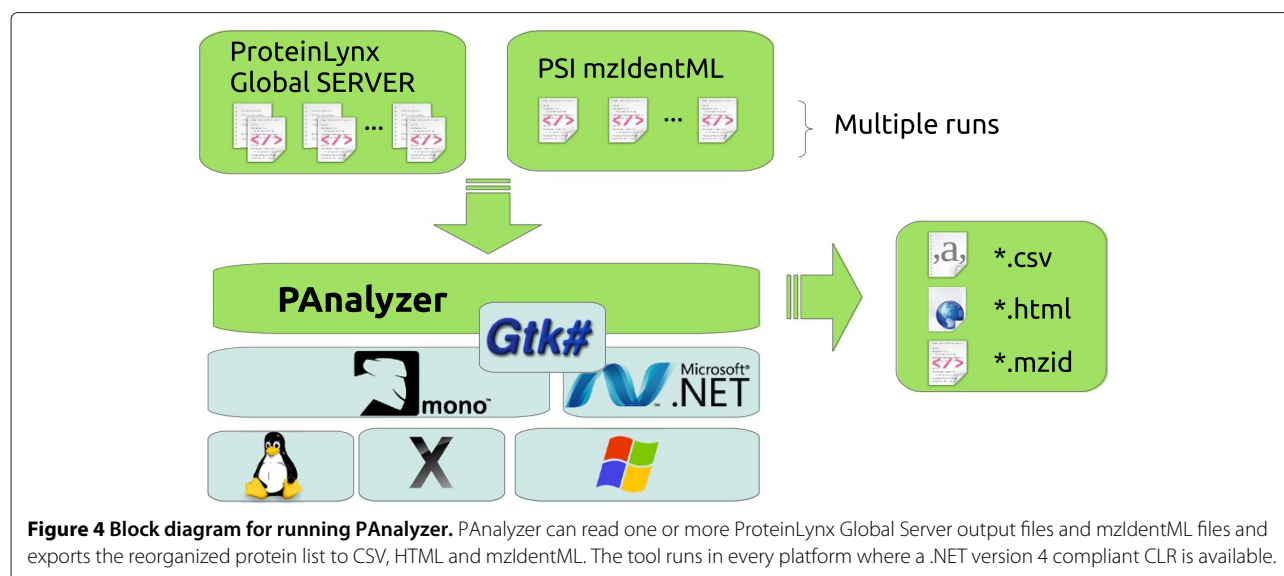 ProteinLynx
Global SERVER
PSI mzIdentML
...
...
Multiple runs
PAnalyzer
Gtk#
mono™
Microsoft®
.NET™
,a,
*.csv
*.html
</>
*.mzid
X
Figure 4 Block diagram for running PAnalyzer. PAnalyzer can read one or more ProteinLynx Global Server output files and mzIdentML files and
exports the reorganized protein list to CSV, HTML and mzIdentML. The tool runs in every platform where a .NET version 4 compliant CLR is available.